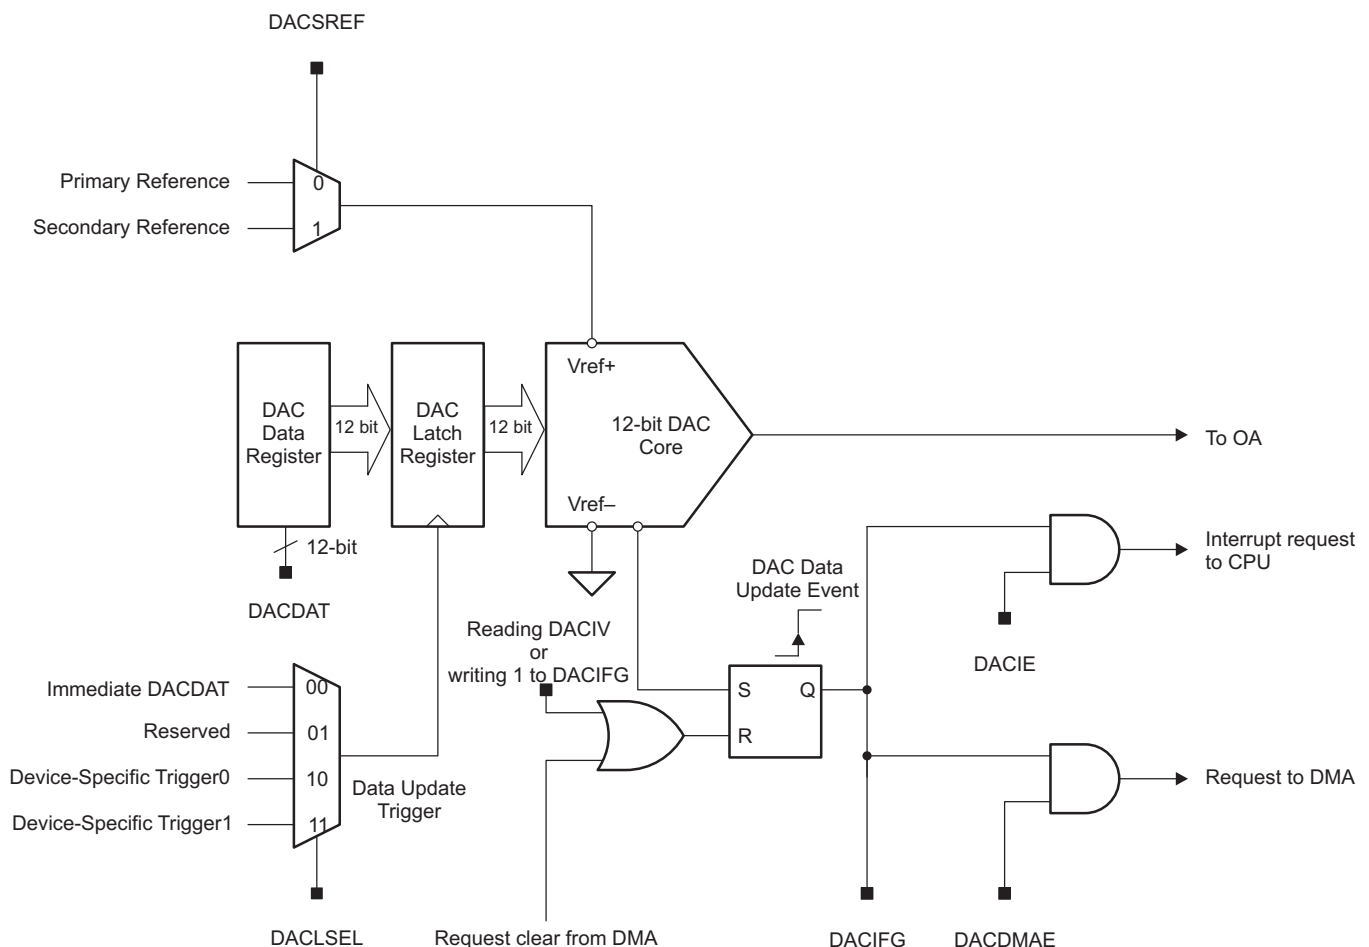 DACSREF
Primary Reference
0
Secondary Reference
1
DAC
Data
Register
12 bit
DAC
Latch
Register
12 bit
Vref+
12-bit DAC
Core
Vref–
To OA
12-bit
DACDAT
Interrupt request
to CPU
DAC Data
Update Event
Reading DACIV
or
writing 1 to DACIFG
DACIE
Immediate DACDAT
00
Reserved
01
Device-Specific Trigger0
10
Device-Specific Trigger1
11
Data Update
Trigger
S
Q
R
Request to DMA
DACLSEL
Request clear from DMA
DACIFG
DACDMAE